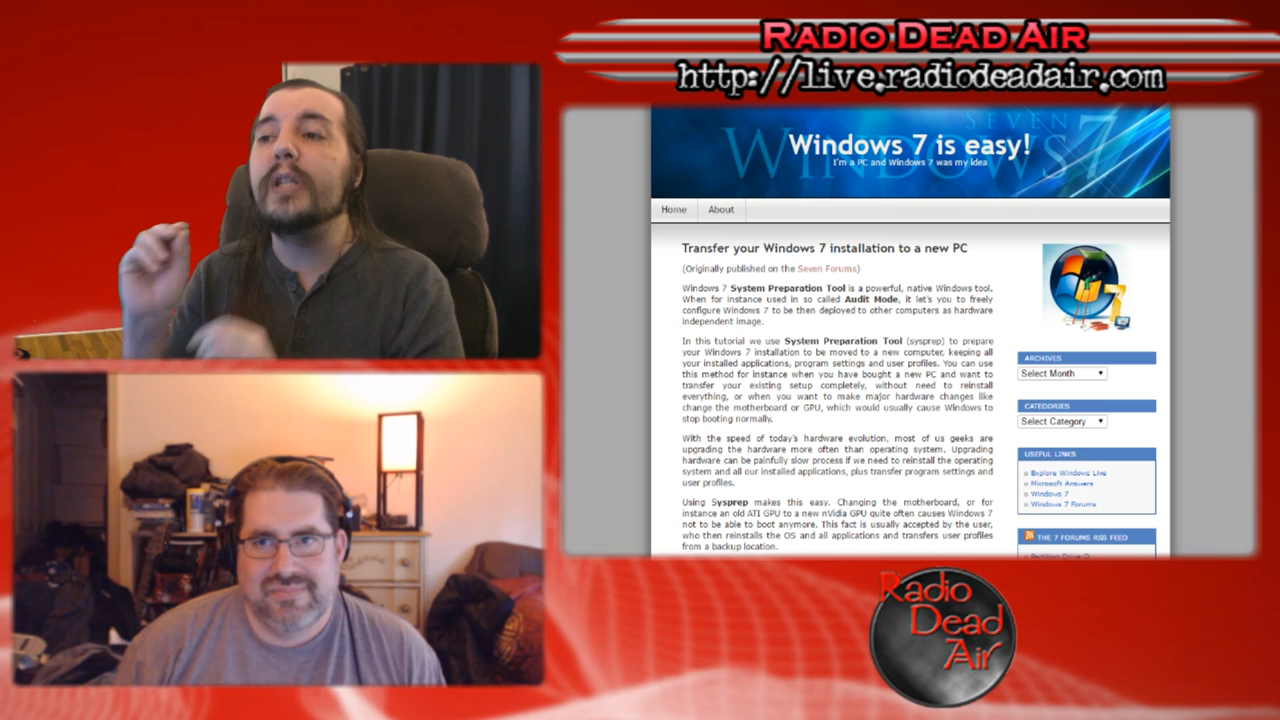 RADIO DEAD AIR
http://live.radiodeadair.com
SEVEN
WINDOWS 7
Windows 7 is easy!
I'm a PC and Windows 7 was my idea
Home About
Transfer your Windows 7 installation to a new PC
(Originally published on the Seven Forums)
Windows 7 System Preparation Tool is a powerful, native Windows tool.
When for instance used in so called Audit Mode, it let's you to freely
configure Windows 7 to be then deployed to other computers as hardware
independent image.
In this tutorial we use System Preparation Tool (sysprep) to prepare
your Windows 7 installation to be moved to a new computer, keeping all
your installed applications, program settings and user profiles. You can use
this method for instance when you have bought a new PC and want to
transfer your existing setup completely, without need to reinstall
everything, or when you want to make major hardware changes like
change the motherboard or GPU, which would usually cause Windows to
stop booting normally.
With the speed of today's hardware evolution, most of us geeks are
upgrading the hardware more often than operating system. Upgrading
hardware can be painfully slow process if we need to reinstall the operating
system and all our installed applications, plus transfer program settings and
user profiles.
Using Sysprep makes this easy. Changing the motherboard, or for
instance an old ATI GPU to a new nVidia GPU quite often causes Windows 7
not to be able to boot anymore. This fact is usually accepted by the user,
who then reinstalls the OS and all applications and transfers user profiles
from a backup location.
7
ARCHIVES
Select Month
CATEGORIES
Select Category
USEFUL LINKS
Explore Windows Live
Microsoft Answers
Windows 7
Windows 7 Forums
THE 7 FORUMS RSS FEED
Radio
Dead
Air